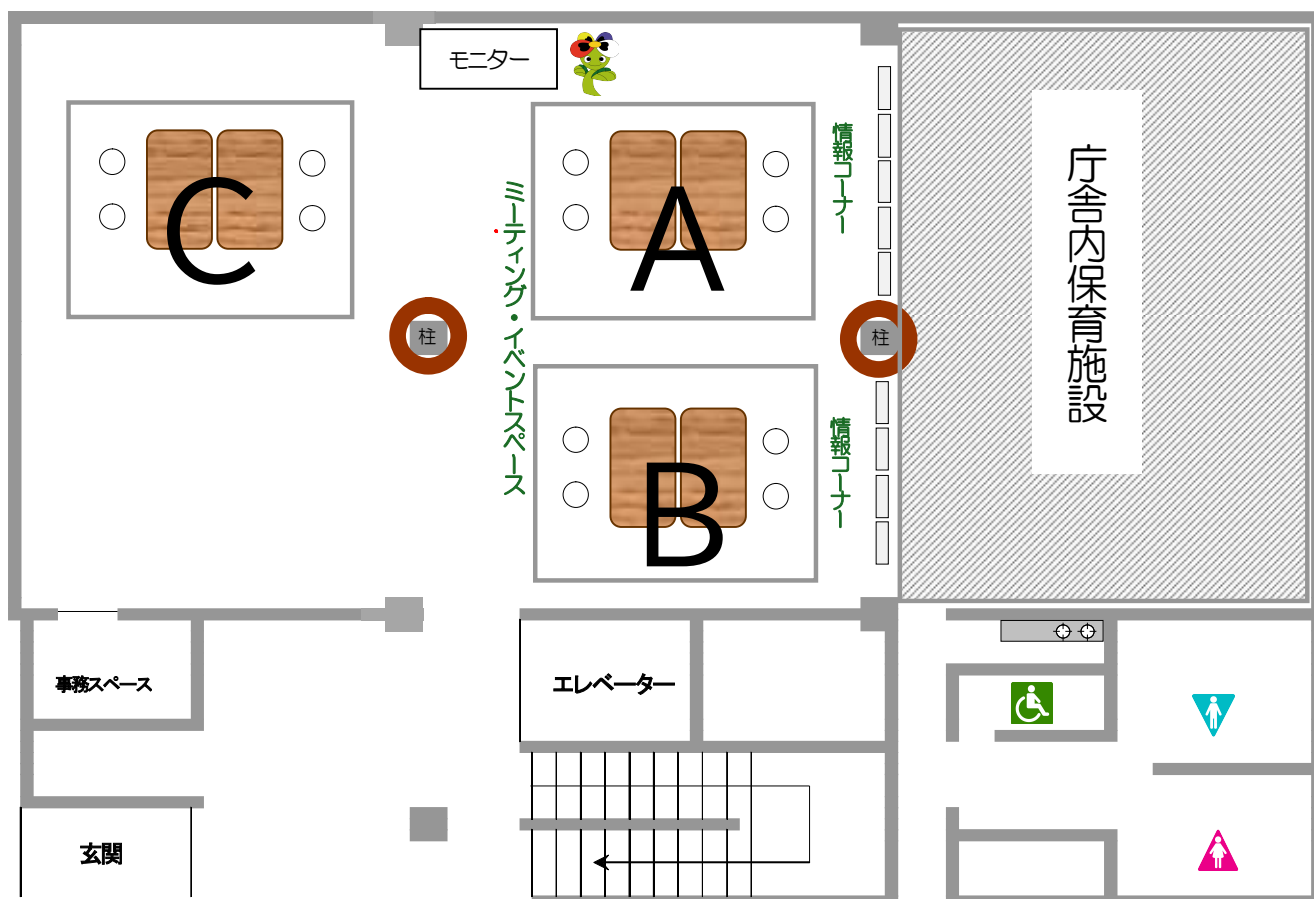 モニター
C
A
B
情報コーナー
情報コーナー
ミーティング・イベントスペース
柱
柱
庁舎内保育施設
事務スペース
エレベーター
玄関